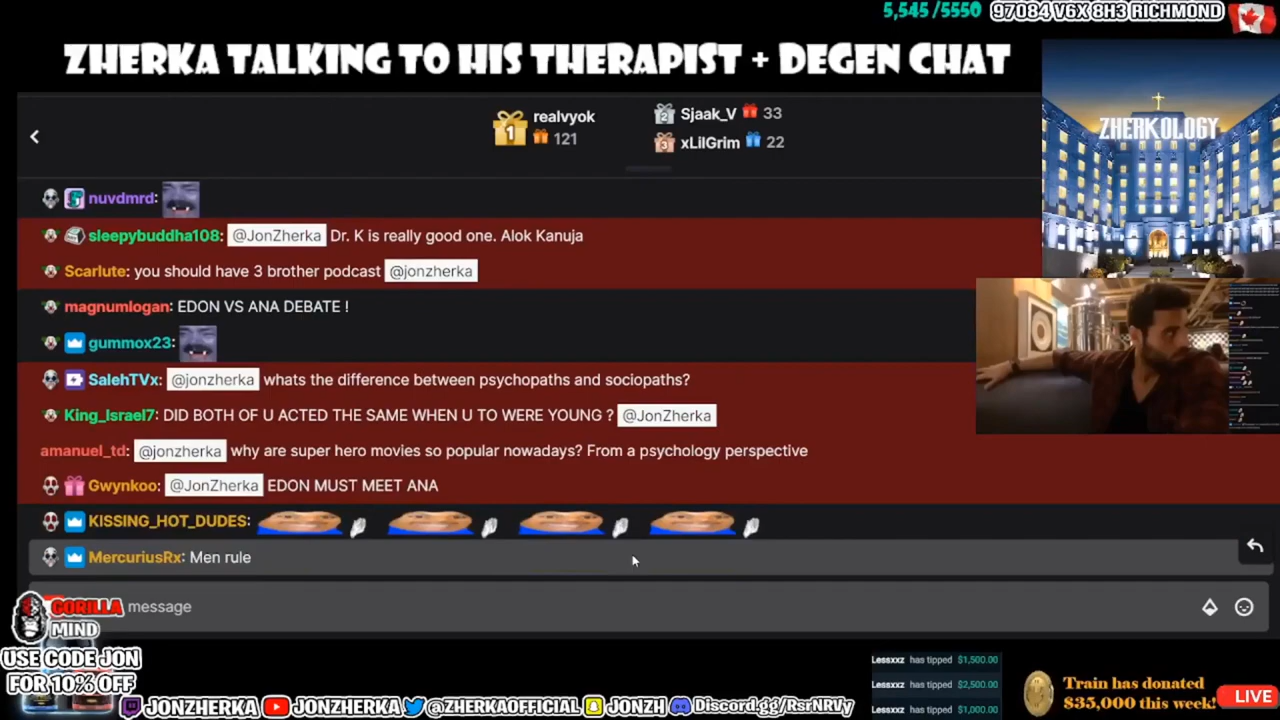 5,545 /5550
97084 V6X 8H3 RICHMOND
ZHERKA TALKING TO HIS THERAPIST + DEGEN CHAT
ZHERKOLO6Y
1 realvyok 121
2 Sjaak_V 33
3 xLilGrim 22
nuvdmrd:
sleepybuddha108: @JonZherka Dr. K is really good one. Alok Kanuja
Scarlute: you should have 3 brother podcast @jonzherka
magnumlogan: EDON VS ANA DEBATE !
gummox23:
SalehTVx: @jonzherka whats the difference between psychopaths and sociopaths?
King_Israel7: DID BOTH OF U ACTED THE SAME WHEN U TO WERE YOUNG ? @JonZherka
amanuel_td: @jonzherka why are super hero movies so popular nowadays? From a psychology perspective
Gwynkoo: @JonZherka EDON MUST MEET ANA
KISSING_HOT_DUDES:
MercuriusRx: Men rule
message
GORILLA
MIND
USE CODE JON
FOR 10% OFF
Lessxxz has tipped $1,500.00
Lessxxz has tipped $2,500.00
Lessxxz has tipped $1,000.00
Train has donated
$35,000 this week!
LIVE
JONZHERKA JONZHERKA @ZHERKAOFFICIAL JONZH Discord.gg/RsrNRVy